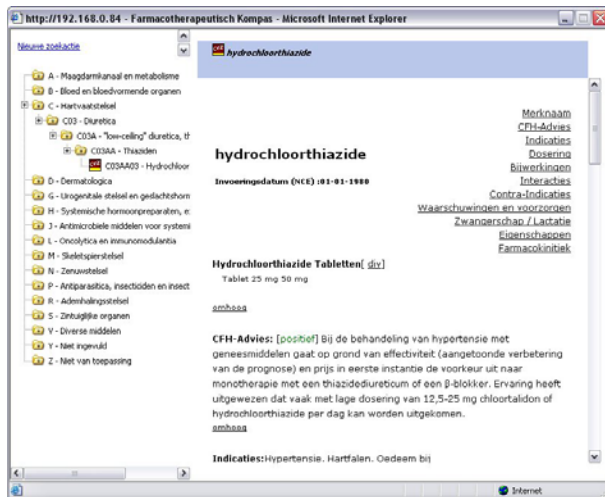 http://192.168.0.84 - Farmacotherapeutisch Kompas - Microsoft Internet Explorer
Nieuwe zoekactie
A - Maagdarmkanaal en metabolisme
B - Bloed en bloedvormende organen
C - Hartvaatstelsel
C03 - Diuretica
C03A - "low-ceiling" diuretica, th
C03AA - Thiaziden
C03AA03 - Hydrochloor
D - Dermatologica
G - Urogenitale stelsel en geslachtshorm
H - Systemische hormoonpreparaten, e:
J - Antimicrobiele middelen voor systemi
L - Oncolytica en immunomodulantia
M - Skeletspierstelsel
N - Zenuwstelsel
P - Antiparasitica, insecticiden en insect
R - Ademhalingsstelsel
S - Zintuiglijke organen
V - Diverse middelen
Y - Niet ingevuld
Z - Niet van toepassing
hydrochloorthiazide
Merknaam
CFH-Advies
Indicaties
Dosering
Bijwerkingen
Interacties
Contra-Indicaties
Waarschuwingen en voorzorgen
Zwangerschap / Lactatie
Eigenschappen
Farmacokinitiek
hydrochloorthiazide
Invoeringsdatum (NCE) :01-01-1980
Hydrochloorthiazide Tabletten[ div]
Tablet 25 mg 50 mg
omhoog
CFH-Advies: [positief] Bij de behandeling van hypertensie met
geneesmiddelen gaat op grond van effectiviteit (aangetoonde verbetering
van de prognose) en prijs in eerste instantie de voorkeur uit naar
monotherapie met een thiazidediureticum of een β-blokker. Ervaring heeft
uitgewezen dat vaak met lage dosering van 12,5-25 mg chloortalidon of
hydrochloorthiazide per dag kan worden uitgekomen.
omhoog
Indicaties:Hypertensie. Hartfalen. Oedeem bij
Internet